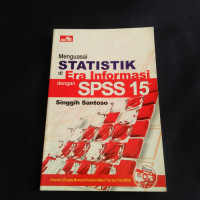 Menguasai
STATISTIK
di Era Informasi
dengan
SPSS 15
Singgih Santoso